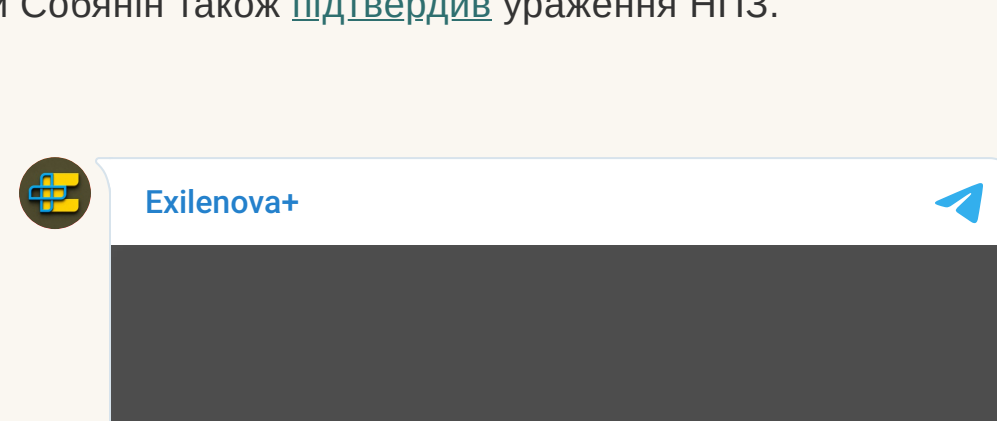 Собянін також підтвердив ураження НПЗ.
Exilenova+